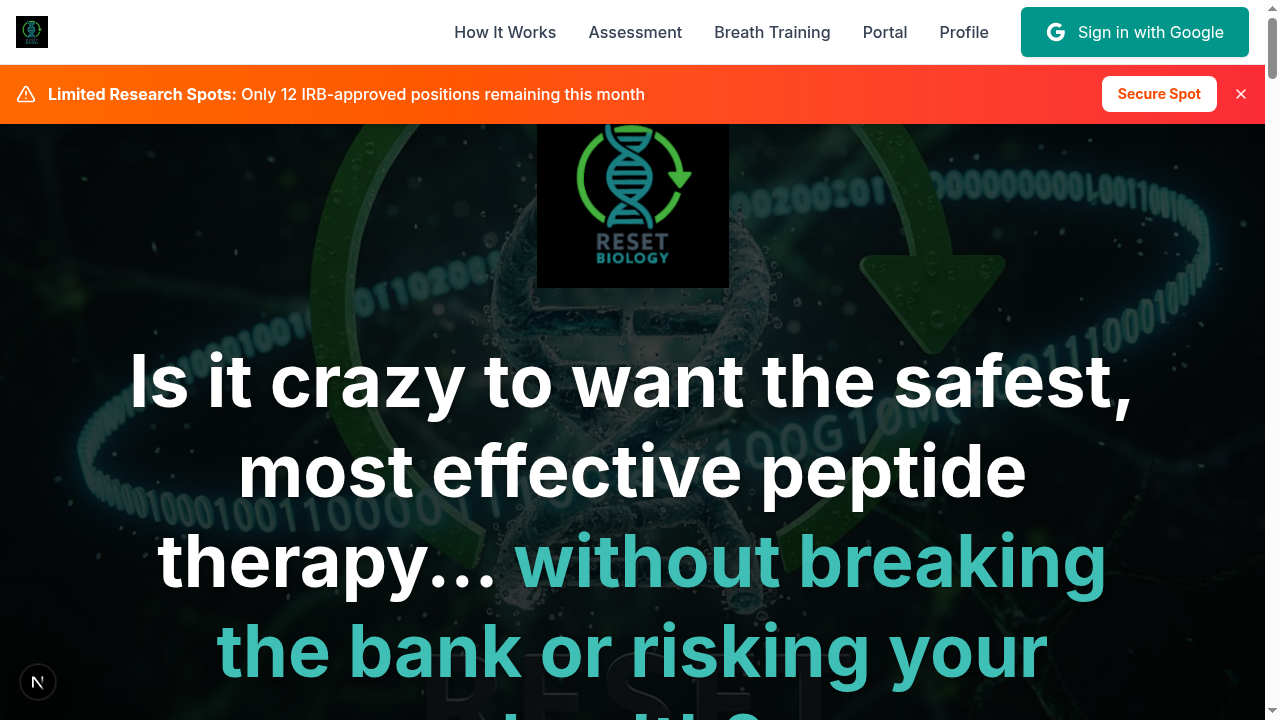 How It Works
Assessment
Breath Training
Portal
Profile
Sign in with Google
Limited Research Spots: Only 12 IRB-approved positions remaining this month
Secure Spot
RESET
BIOLOGY
Is it crazy to want the safest,
most effective peptide
therapy... without breaking
the bank or risking your